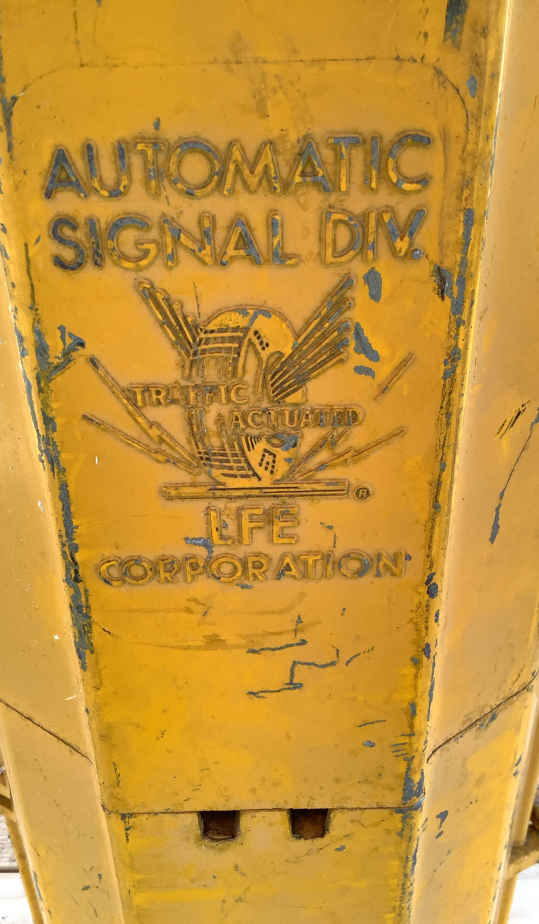 AUTOMATIC
SIGNAL DIV.
TRAFFIC
ACTUATED
®
LFE
CORPORATION